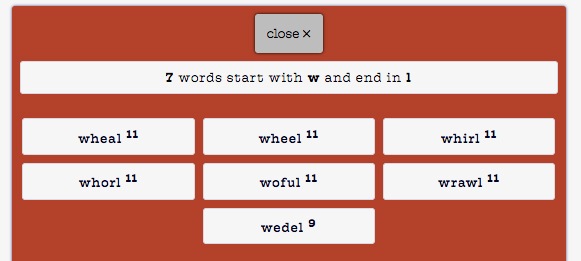 close ×
7 words start with w and end in l
wheal 11 wheel 11 whirl 11
whorl 11 woful 11 wrawl 11
wedel 9